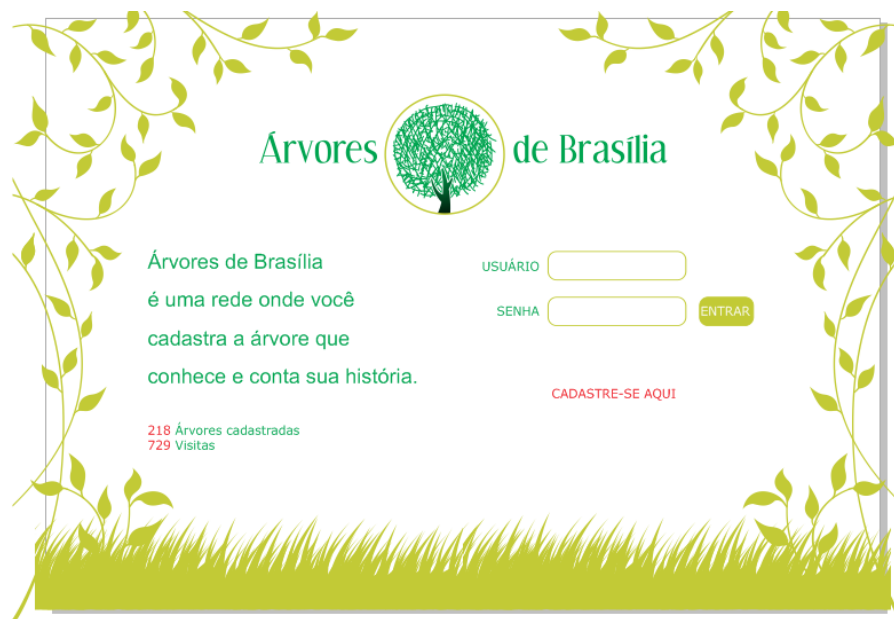 Árvores de Brasília
Árvores de Brasília
é uma rede onde você
cadastra a árvore que
conhece e conta sua história.
218 Árvores cadastradas
729 Visitas
USUÁRIO
SENHA ENTRAR
CADASTRE-SE AQUI